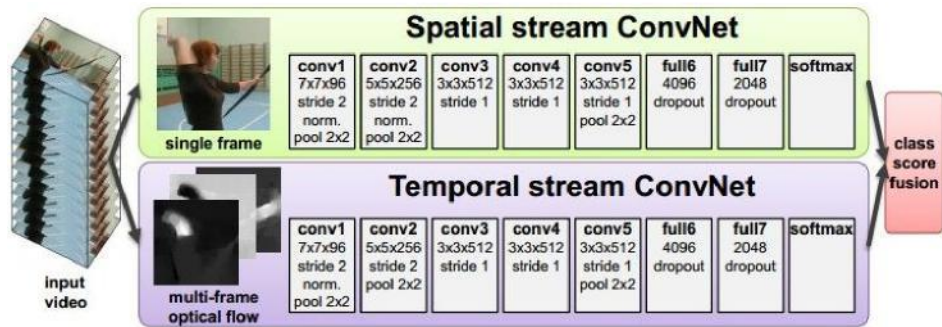 Spatial stream ConvNet
conv1
7x7x96
stride 2
norm.
pool 2x2
conv2
5x5x256
stride 2
norm.
pool 2x2
conv3
3x3x512
stride 1
conv4
3x3x512
stride 1
conv5
3x3x512
stride 1
pool 2x2
full6
4096
dropout
full7
2048
dropout
softmax
single frame
Temporal stream ConvNet
conv1
7x7x96
stride 2
norm.
pool 2x2
conv2
5x5x256
stride 2
pool 2x2
conv3
3x3x512
stride 1
conv4
3x3x512
stride 1
conv5
3x3x512
stride 1
pool 2x2
full6
4096
dropout
full7
2048
dropout
softmax
multi-frame
optical flow
input
video
class
score
fusion